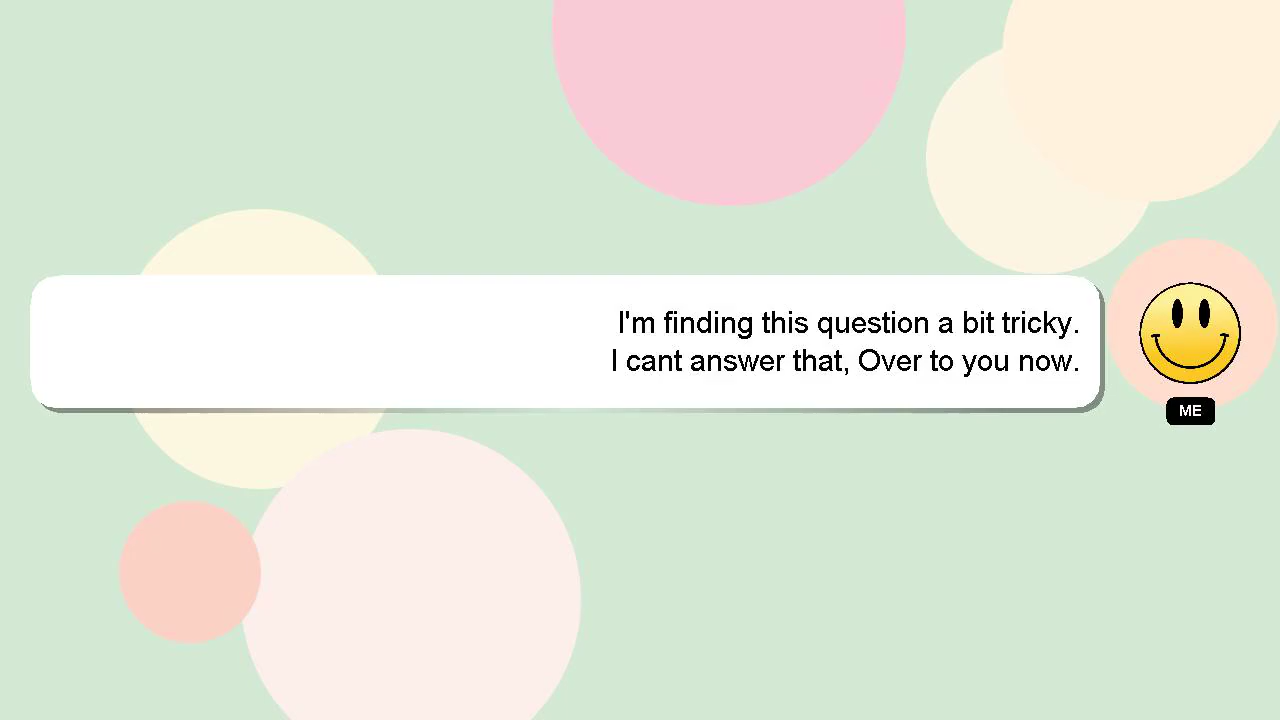 I'm finding this question a bit tricky.
I cant answer that, Over to you now.
ME